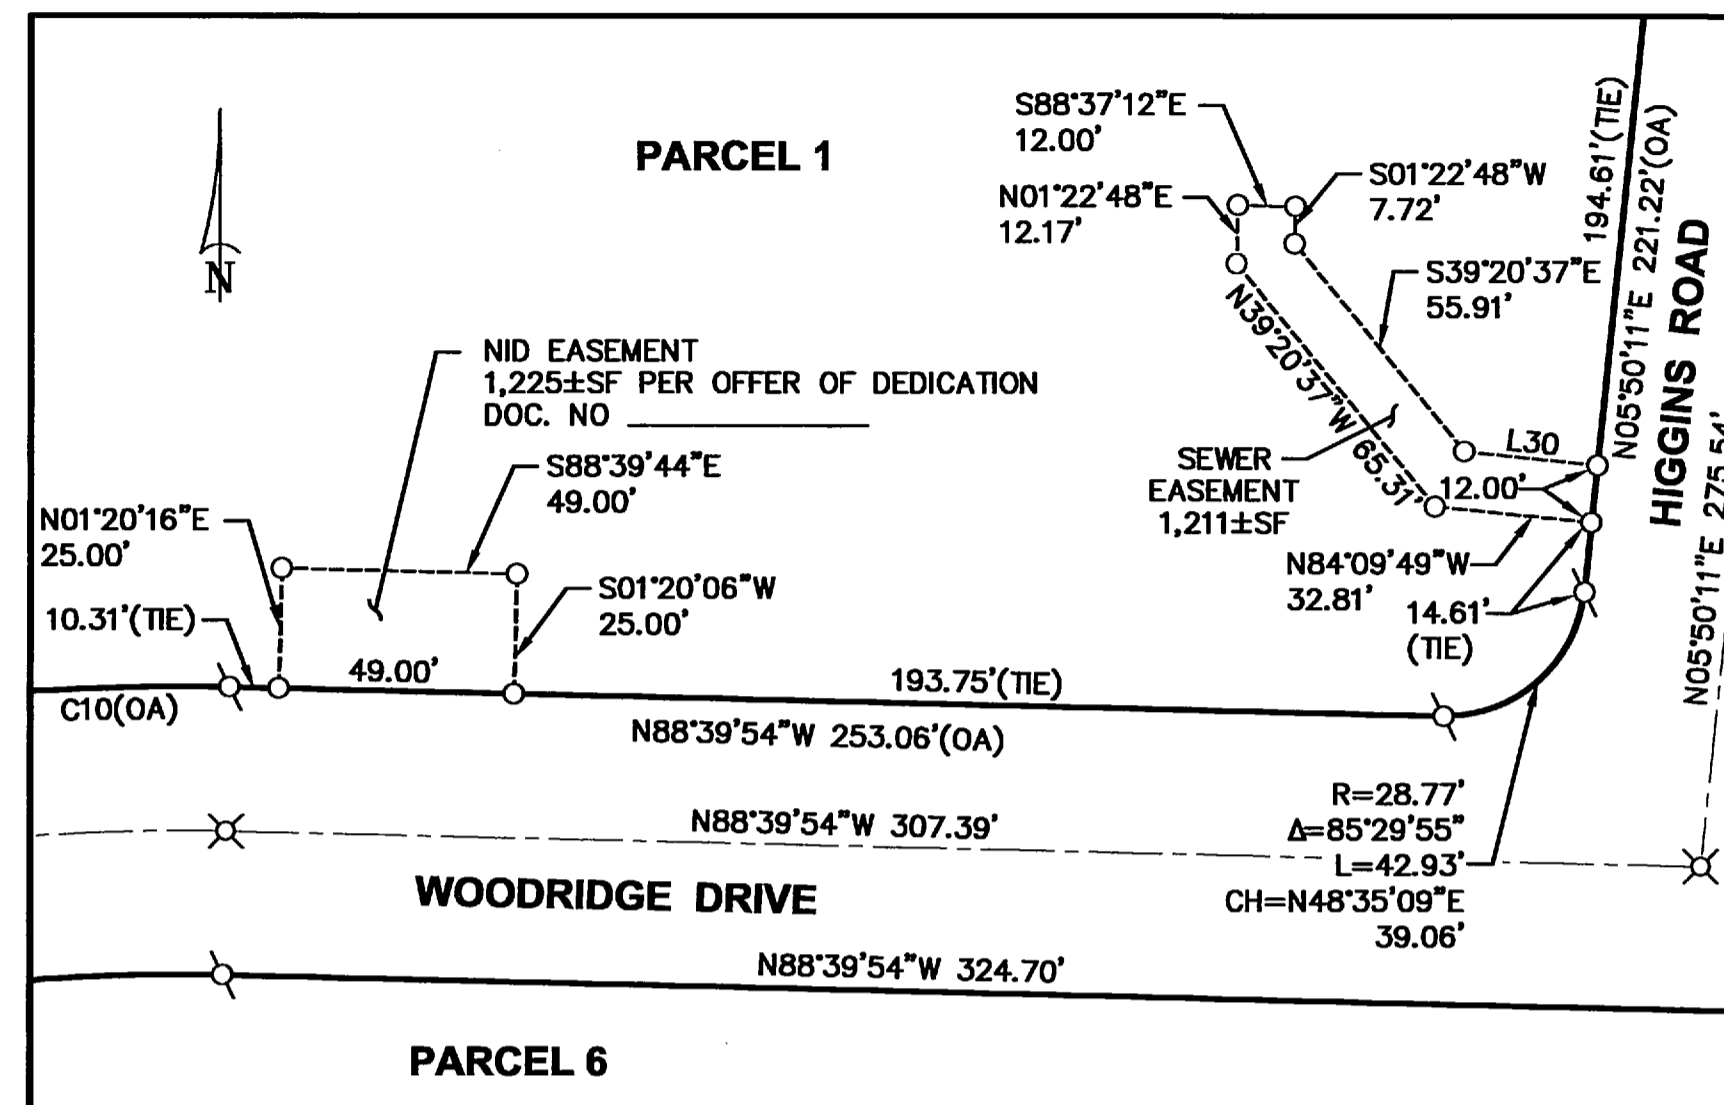 S88°37'12"E
12.00'
PARCEL 1
N01°22'48"E
12.17'
S01°22'48"W
7.72'
S39°20'37"E
55.91'
194.61'(TIE)
N05°50'11"E 221.22'(OA)
HIGGINS ROAD
N05°50'11"E 275.54'
N
NID EASEMENT
1,225±SF PER OFFER OF DEDICATION
DOC. NO
N39°20'37"W 65.31'
SEWER
EASEMENT
1,211±SF
L30
12.00'
N84°09'49"W
32.81'
14.61'
(TIE)
S88°39'44"E
49.00'
N01°20'16"E
25.00'
S01°20'06"W
25.00'
10.31'(TIE)
49.00'
193.75'(TIE)
C10(OA)
N88°39'54"W 253.06'(OA)
R=28.77'
Δ=85°29'55"
L=42.93'
CH=N48°35'09"E
39.06'
N88°39'54"W 307.39'
WOODRIDGE DRIVE
N88°39'54"W 324.70'
PARCEL 6